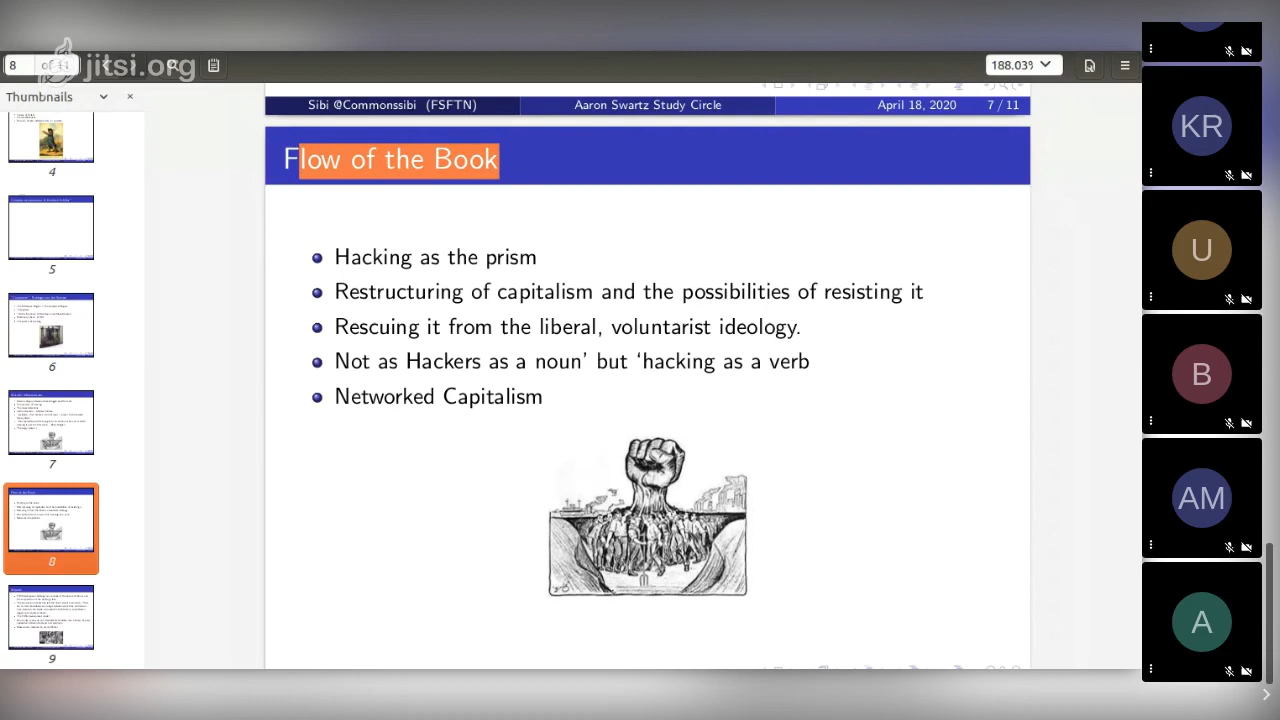 8 of 11
jitsi.org
188.03%
Thumbnails
4
5
6
7
8
9
Sibi @Commonssibi (FSFTN) Aaron Swartz Study Circle April 18, 2020 7 / 11
Flow of the Book
Hacking as the prism
Restructuring of capitalism and the possibilities of resisting it
Rescuing it from the liberal, voluntarist ideology.
Not as Hackers as a noun’ but ‘hacking as a verb
Networked Capitalism
KR
U
B
AM
A